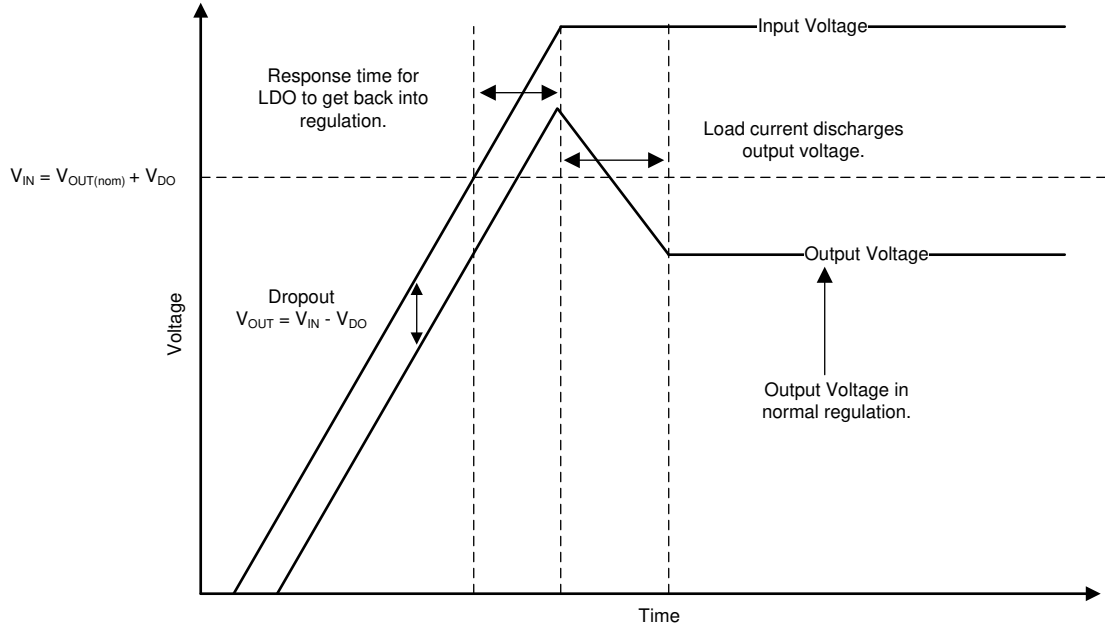 Input Voltage
Response time for
LDO to get back into
regulation.
Load current discharges
output voltage.
V_IN = V_OUT(nom) + V_DO
Output Voltage
Dropout
V_OUT = V_IN - V_DO
Voltage
Output Voltage in
normal regulation.
Time